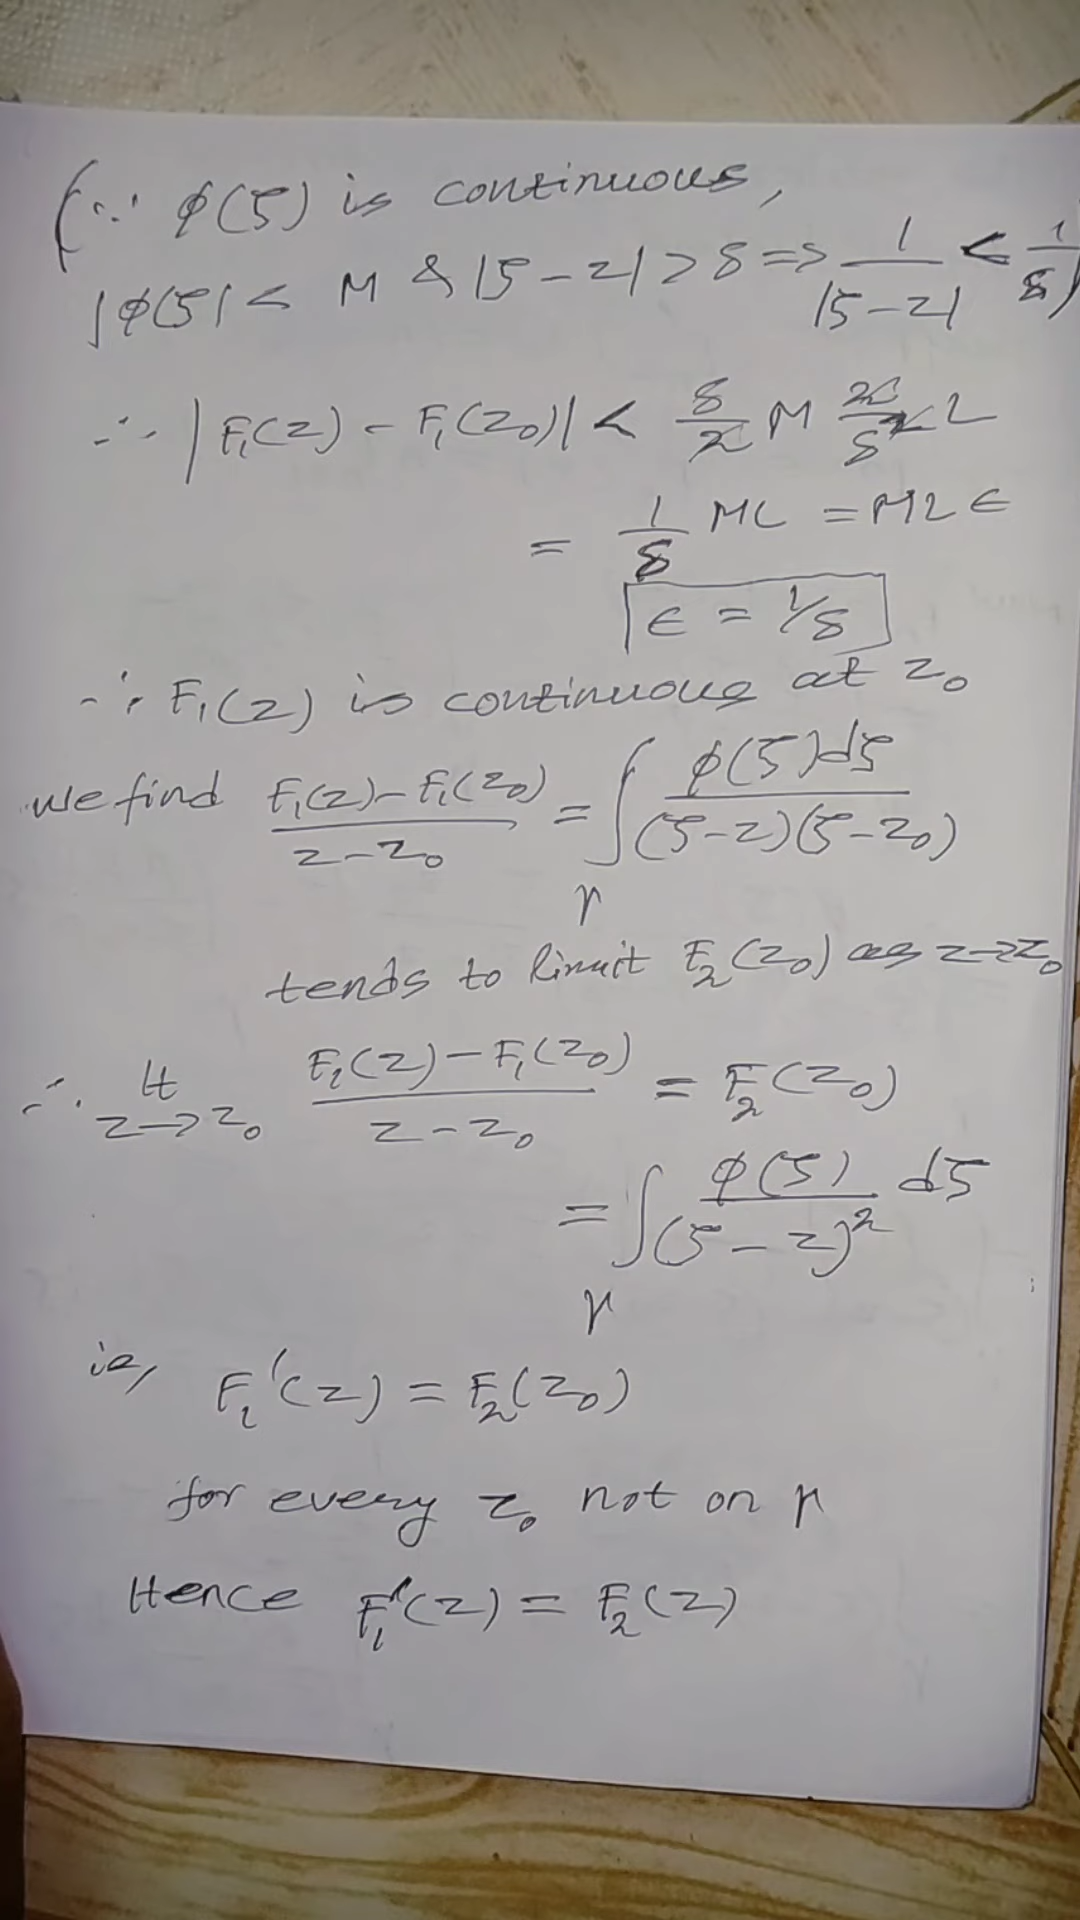 (∵ φ(ζ) is continuous,
|φ(ζ)| < M & |ζ-z| > δ ⇒ 1/|ζ-z| < 1/δ)
∴ |F₁(z) - F₁(z₀)| < δ/2 M 2/δ² L
= 1/δ ML = MLε
ε = 1/δ
∴ F₁(z) is continuous at z₀
we find (F₁(z) - F₁(z₀))/(z - z₀) = ∫ φ(ζ)dζ/((ζ-z)(ζ-z₀))
γ
tends to limit F₂(z₀) as z→z₀
∴ lt z→z₀ (F₁(z) - F₁(z₀))/(z - z₀) = F₂(z₀)
= ∫ φ(ζ)/(ζ-z)² dζ
γ
ie, F₁'(z) = F₂(z₀)
for every z₀ not on γ
Hence F₁'(z) = F₂(z)